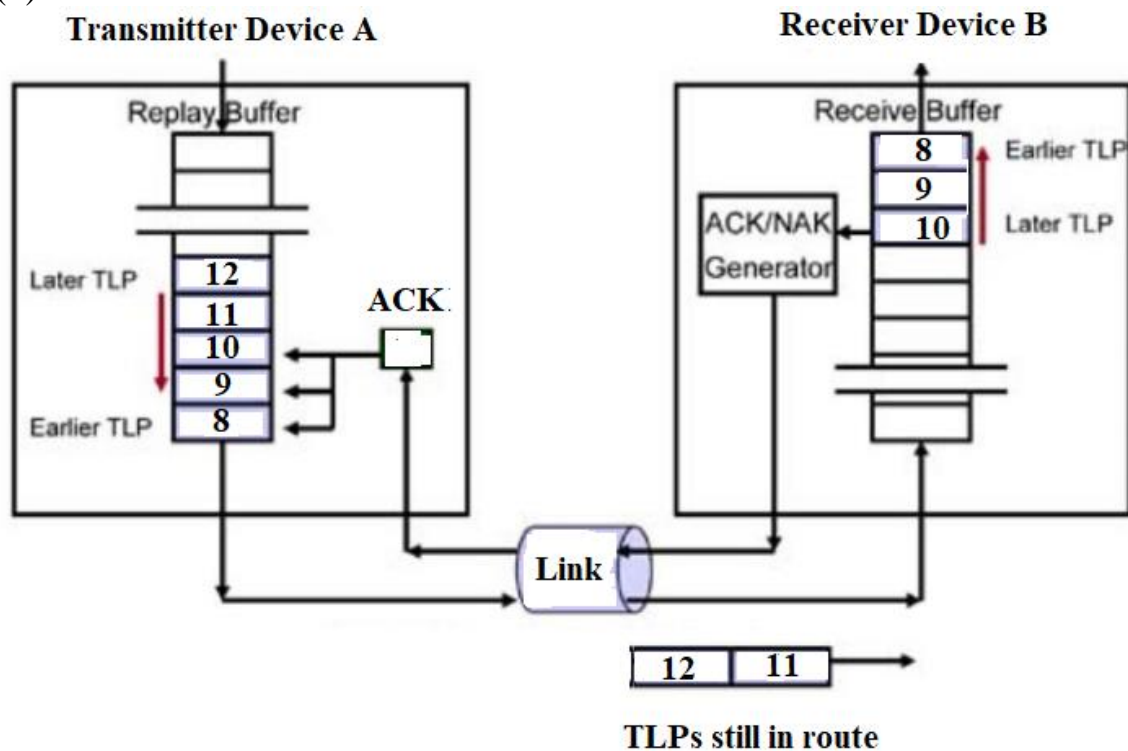 Transmitter Device A
Receiver Device B
Replay Buffer
Later TLP
12
11
10
9
8
Earlier TLP
ACK
Receive Buffer
8
9
10
Earlier TLP
Later TLP
ACK/NAK
Generator
Link
12 11
TLPs still in route